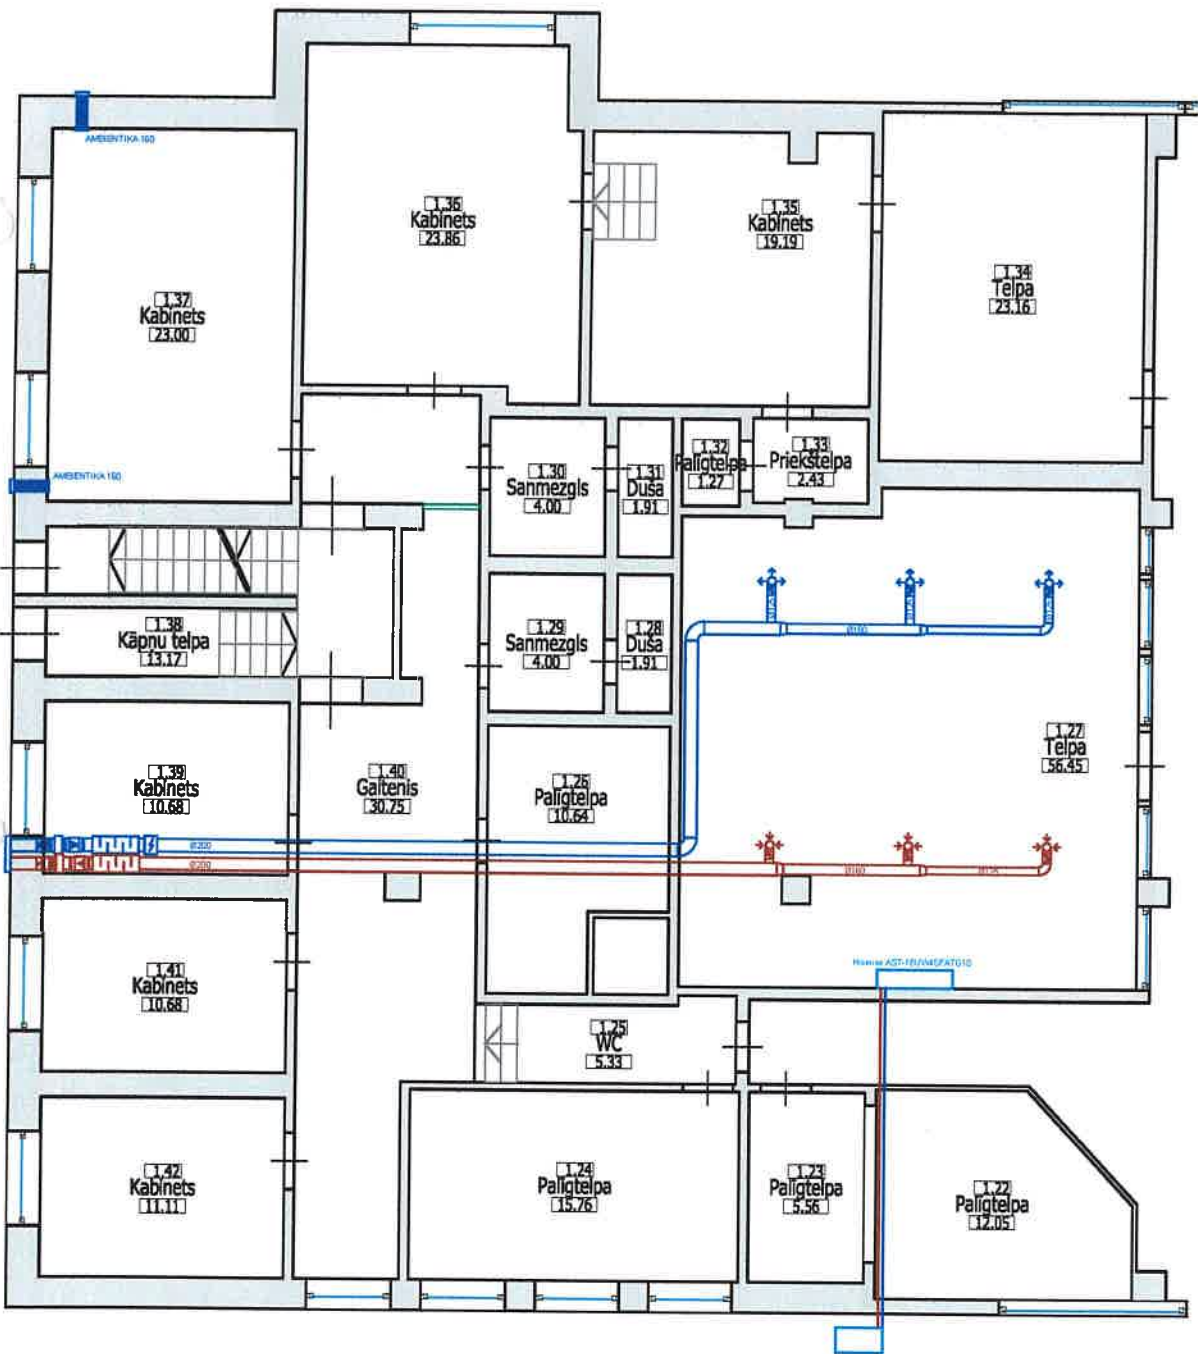 AMBIENTIKA 160
1.36
Kabinets
23.86
1.35
Kabinets
19.19
1.34
Telpa
23.16
1.37
Kabinets
23.00
AMBIENTIKA 160
1.30
Sanmezgls
4.00
1.31
Duša
1.91
1.32
Palīgtelpa
1.27
1.33
Priekštelpa
2.43
1.38
Kāpņu telpa
13.17
1.29
Sanmezgls
4.00
1.28
Duša
1.91
Ø160
1.27
Telpa
56.45
1.39
Kabinets
10.68
1.40
Gaitenis
30.75
1.26
Palīgtelpa
10.64
Ø200
Ø200
Ø160
1.41
Kabinets
10.68
1.25
WC
5.33
1.42
Kabinets
11.11
1.24
Palīgtelpa
15.76
1.23
Palīgtelpa
5.56
1.22
Palīgtelpa
12.05